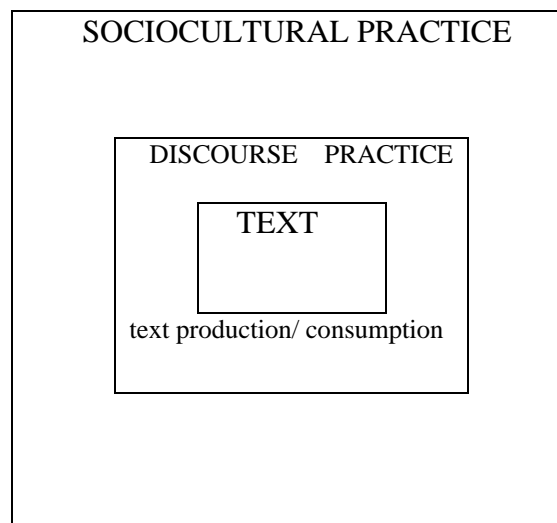 SOCIOCULTURAL PRACTICE
DISCOURSE PRACTICE
TEXT
text production/ consumption